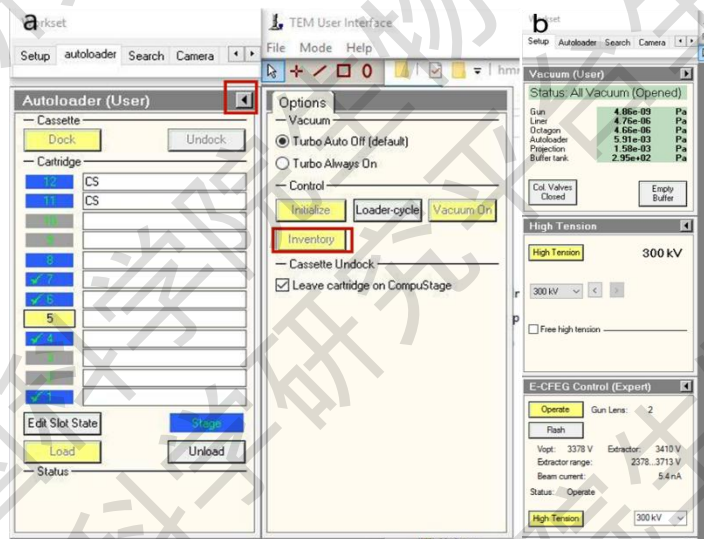 a
Workset
Setup autoloader Search Camera
Autoloader (User)
Cassette
Dock Undock
Cartridge
12 CS
11 CS
10
9
8
7
6
5
4
3
2
1
Edit Slot State Stage
Load Unload
Status
TEM User Interface
File Mode Help
Options
Vacuum
Turbo Auto Off (default)
Turbo Always On
Control
Initialize Loader-cycle Vacuum On
Inventory
Cassette Undock
Leave cartridge on CompuStage
b
Setup Autoloader Search Camera
Vacuum (User)
Status: All Vacuum (Opened)
Gun 4.86e-09 Pa
Liner 4.76e-06 Pa
Octagon 4.66e-06 Pa
Autoloader 5.91e-03 Pa
Projection 1.58e-03 Pa
Buffer tank 2.95e+02 Pa
Col. Valves Closed
Empty Buffer
High Tension
High Tension 300 kV
300 kV < >
Free high tension
E-CFEG Control (Expert)
Operate Gun Lens: 2
Flash
Vopt: 3378 V Extractor: 3410 V
Extractor range: 2378...3713 V
Beam current: 5.4 nA
Status: Operate
High Tension 300 kV